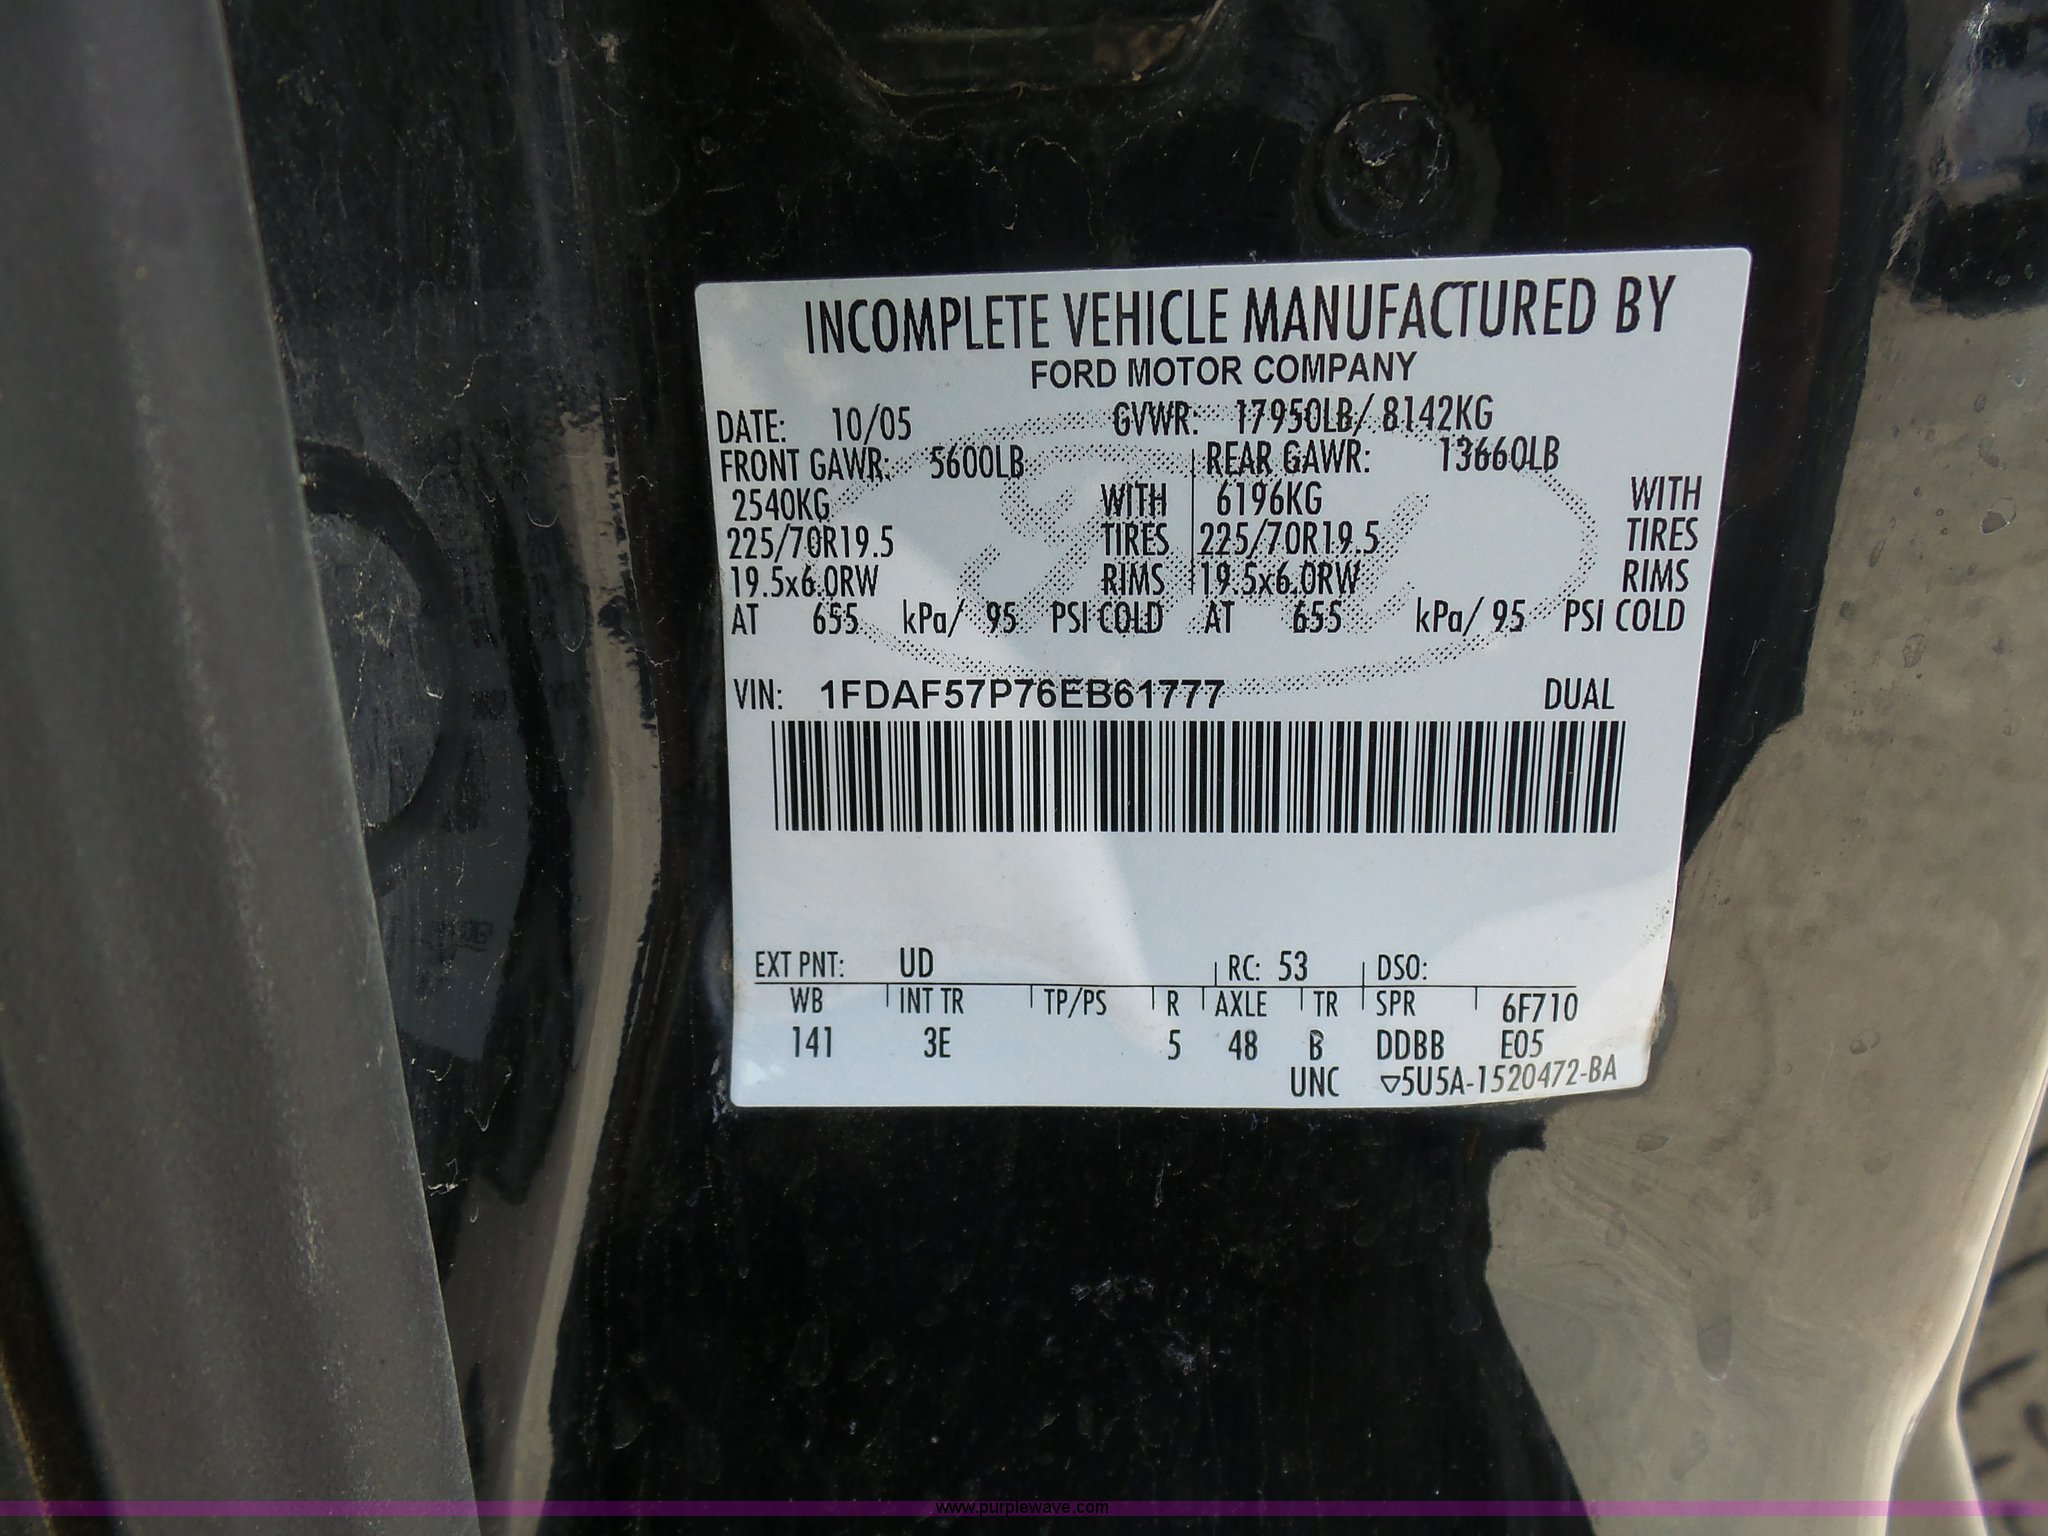 INCOMPLETE VEHICLE MANUFACTURED BY
FORD MOTOR COMPANY
DATE: 10/05 GVWR: 17950LB/ 8142KG
FRONT GAWR: 5600LB REAR GAWR: 13660LB
2540KG WITH 6196KG WITH
225/70R19.5 TIRES 225/70R19.5 TIRES
19.5x6.0RW RIMS 19.5x6.0RW RIMS
AT 655 kPa/ 95 PSI COLD AT 655 kPa/ 95 PSI COLD
VIN: 1FDAF57P76EB61777 DUAL
EXT PNT: UD RC: 53 DSO:
WB INT TR TP/PS R AXLE TR SPR 6F710
141 3E 5 48 B DDBB E05
UNC ▽5U5A-1520472-BA
www.purplewave.com